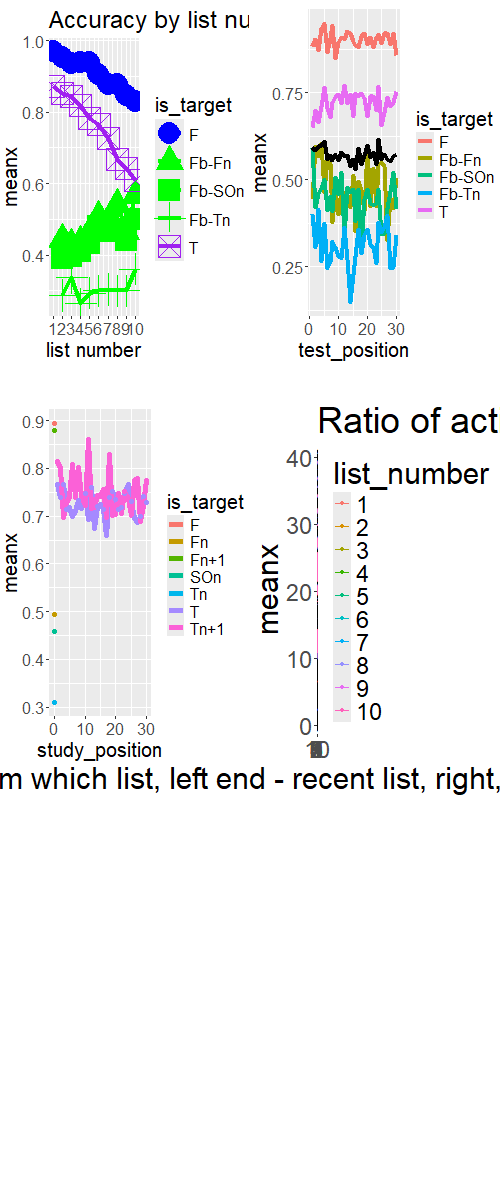 Accuracy by list nu
meanx
1.0
0.8
0.6
0.4
12345678910
list number
is_target
F
Fb-Fn
Fb-SOn
Fb-Tn
T
meanx
0.75
0.50
0.25
0 10 20 30
test_position
is_target
F
Fb-Fn
Fb-SOn
Fb-Tn
T
meanx
0.9
0.8
0.7
0.6
0.5
0.4
0.3
0 10 20 30
study_position
is_target
F
Fn
Fn+1
SOn
Tn
T
Tn+1
Ratio of act
meanx
40
30
20
10
0
list_number
1
2
3
4
5
6
7
8
9
10
m which list, left end - recent list, right,